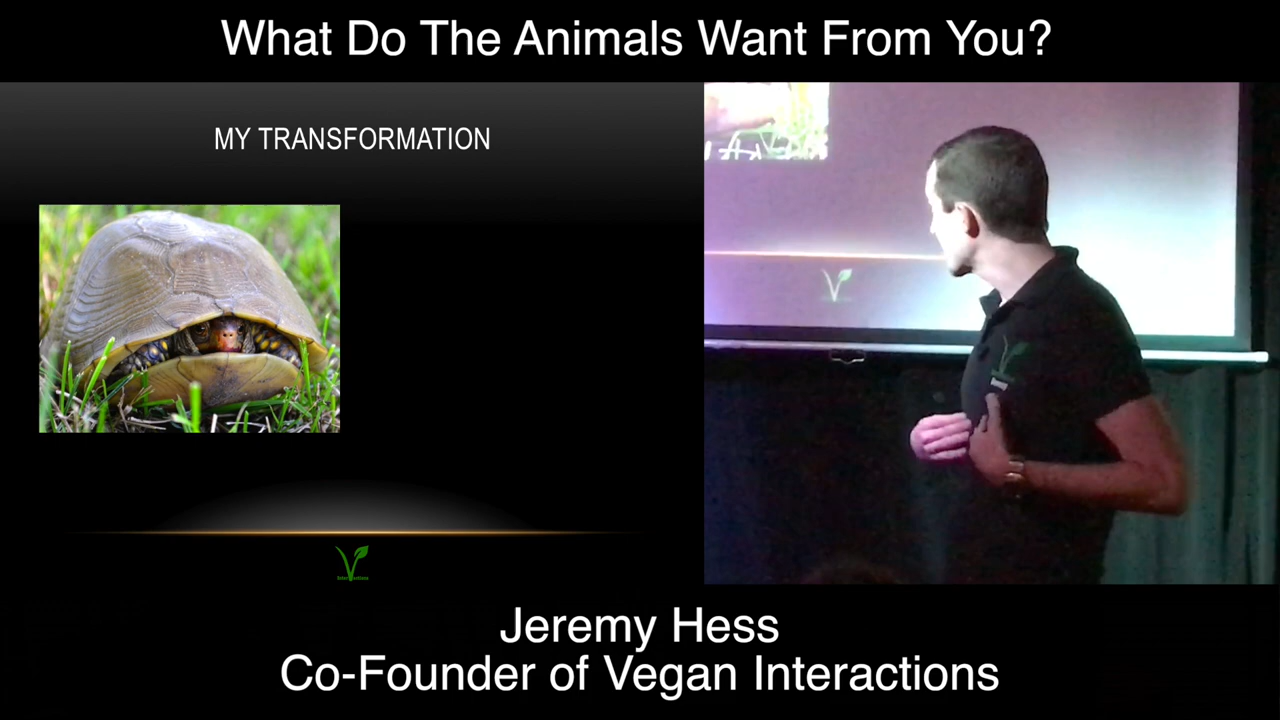 What Do The Animals Want From You?
MY TRANSFORMATION
Jeremy Hess
Co-Founder of Vegan Interactions